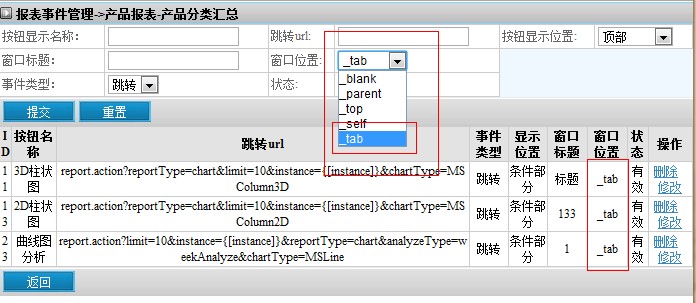 报表事件管理->产品报表-产品分类汇总
按钮显示名称: 跳转url: 按钮显示位置: 顶部
窗口标题: 窗口位置: _tab
_blank
_parent
_top
_self
_tab
事件类型: 跳转 状态:
提交 重置
ID 按钮名称 跳转url 事件类型 显示位置 窗口标题 窗口位置 状态 操作
11 3D柱状图 report.action?reportType=chart&limit=10&instance={[instance]}&chartType=MSColumn3D 跳转 条件部分 标题 _tab 有效 删除 修改
13 2D柱状图 report.action?reportType=chart&limit=10&instance={[instance]}&chartType=MSColumn2D 跳转 条件部分 133 _tab 有效 删除 修改
23 曲线图分析 report.action?limit=10&instance={[instance]}&reportType=chart&analyzeType=weekAnalyze&chartType=MSLine 跳转 条件部分 1 _tab 有效 删除 修改
返回